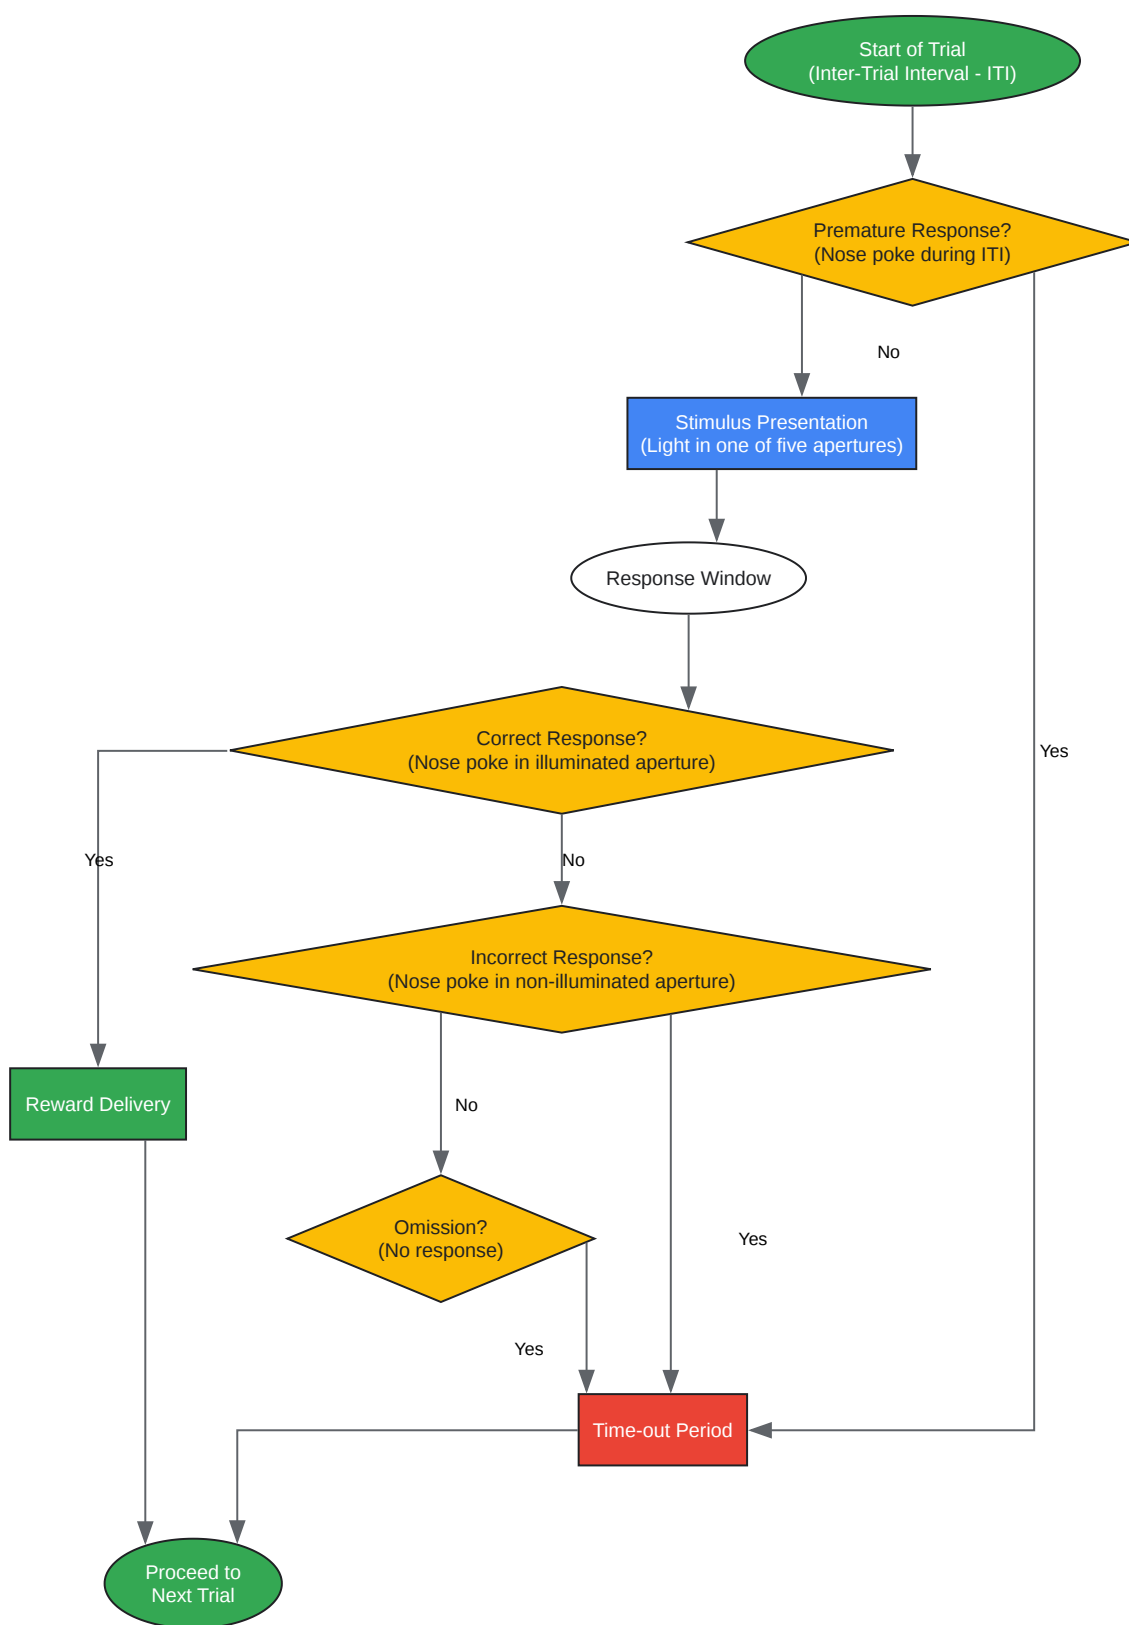 Start of Trial
(Inter-Trial Interval - ITI)
Premature Response?
(Nose poke during ITI)
No
Stimulus Presentation
(Light in one of five apertures)
Response Window
Correct Response?
(Nose poke in illuminated aperture)
Yes
Yes
No
Incorrect Response?
(Nose poke in non-illuminated aperture)
Reward Delivery
No
Omission?
(No response)
Yes
Yes
Time-out Period
Proceed to
Next Trial